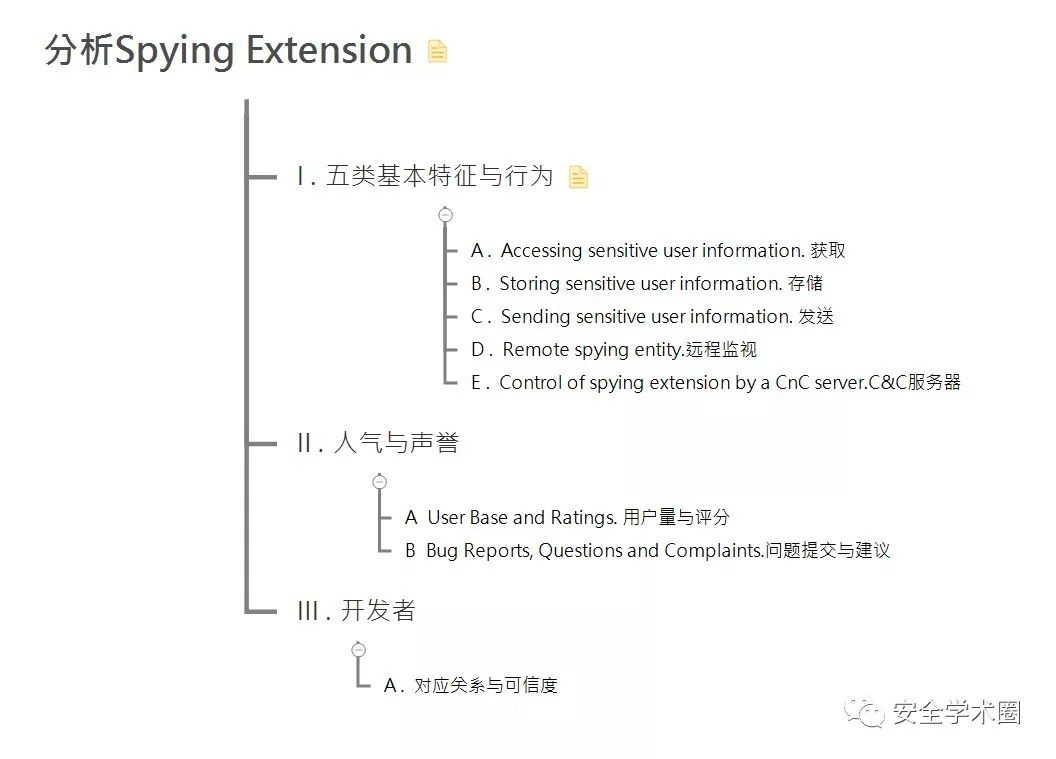 分析Spying Extension
I . 五类基本特征与行为
A . Accessing sensitive user information. 获取
B . Storing sensitive user information. 存储
C . Sending sensitive user information. 发送
D . Remote spying entity.远程监视
E . Control of spying extension by a CnC server.C&C服务器
II . 人气与声誉
A User Base and Ratings. 用户量与评分
B Bug Reports, Questions and Complaints.问题提交与建议
III . 开发者
A . 对应关系与可信度
安全学术圈